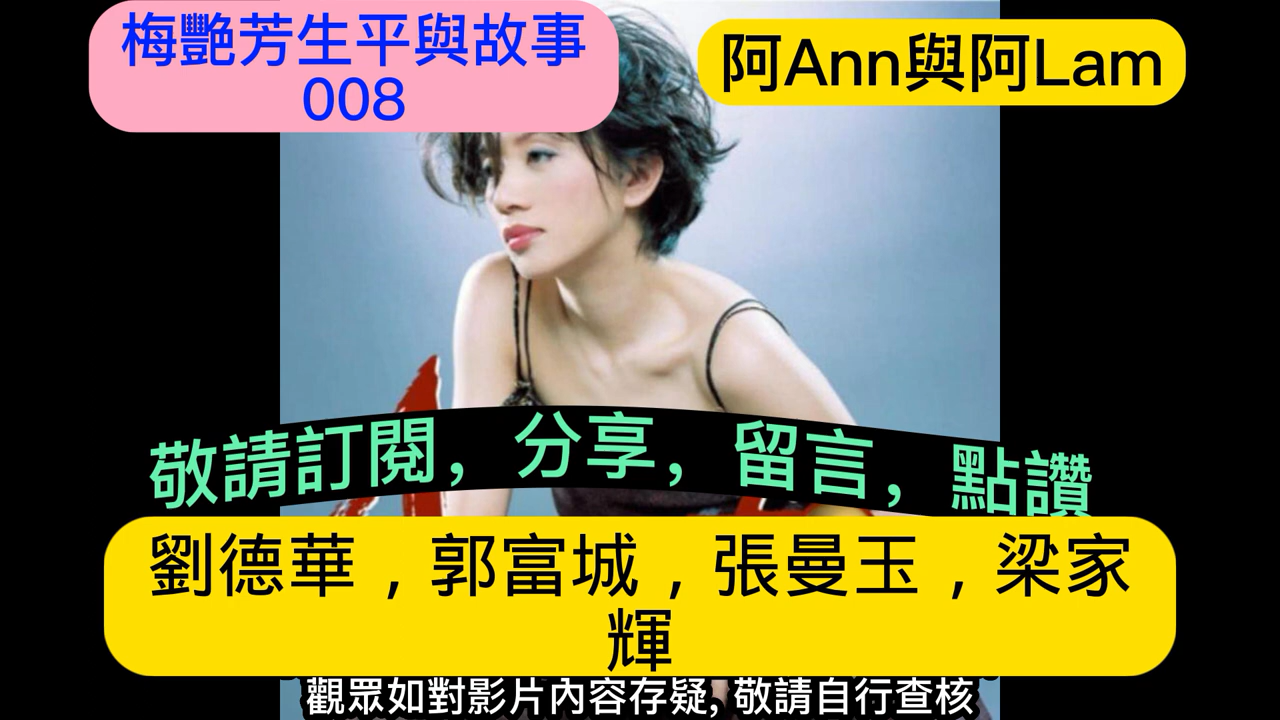 梅艷芳生平與故事
008
阿Ann與阿Lam
敬請訂閱，分享，留言，點讚
劉德華，郭富城，張曼玉，梁家
輝
觀眾如對影片內容存疑, 敬請自行查核